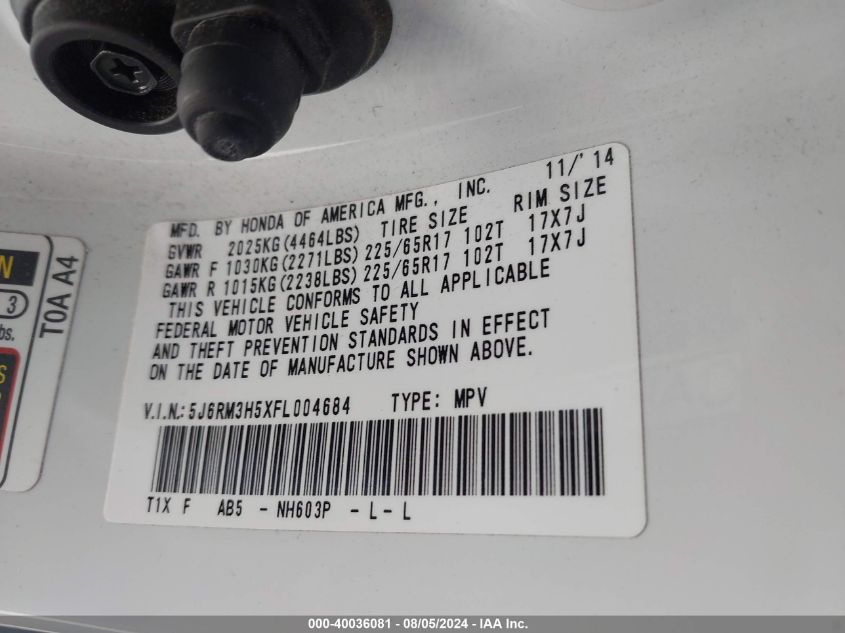 11/'14
MFD. BY HONDA OF AMERICA MFG., INC.
GVWR 2025KG(4464LBS) TIRE SIZE RIM SIZE
GAWR F 1030KG(2271LBS) 225/65R17 102T 17X7J
GAWR R 1015KG(2238LBS) 225/65R17 102T 17X7J
THIS VEHICLE CONFORMS TO ALL APPLICABLE
FEDERAL MOTOR VEHICLE SAFETY
AND THEFT PREVENTION STANDARDS IN EFFECT
ON THE DATE OF MANUFACTURE SHOWN ABOVE.
V.I.N.: 5J6RM3H5XFL004684 TYPE: MPV
T1X F AB5 - NH603P - L - L
N
3
bs.
S
T0A A4
000-40036081 - 08/05/2024 - IAA Inc.